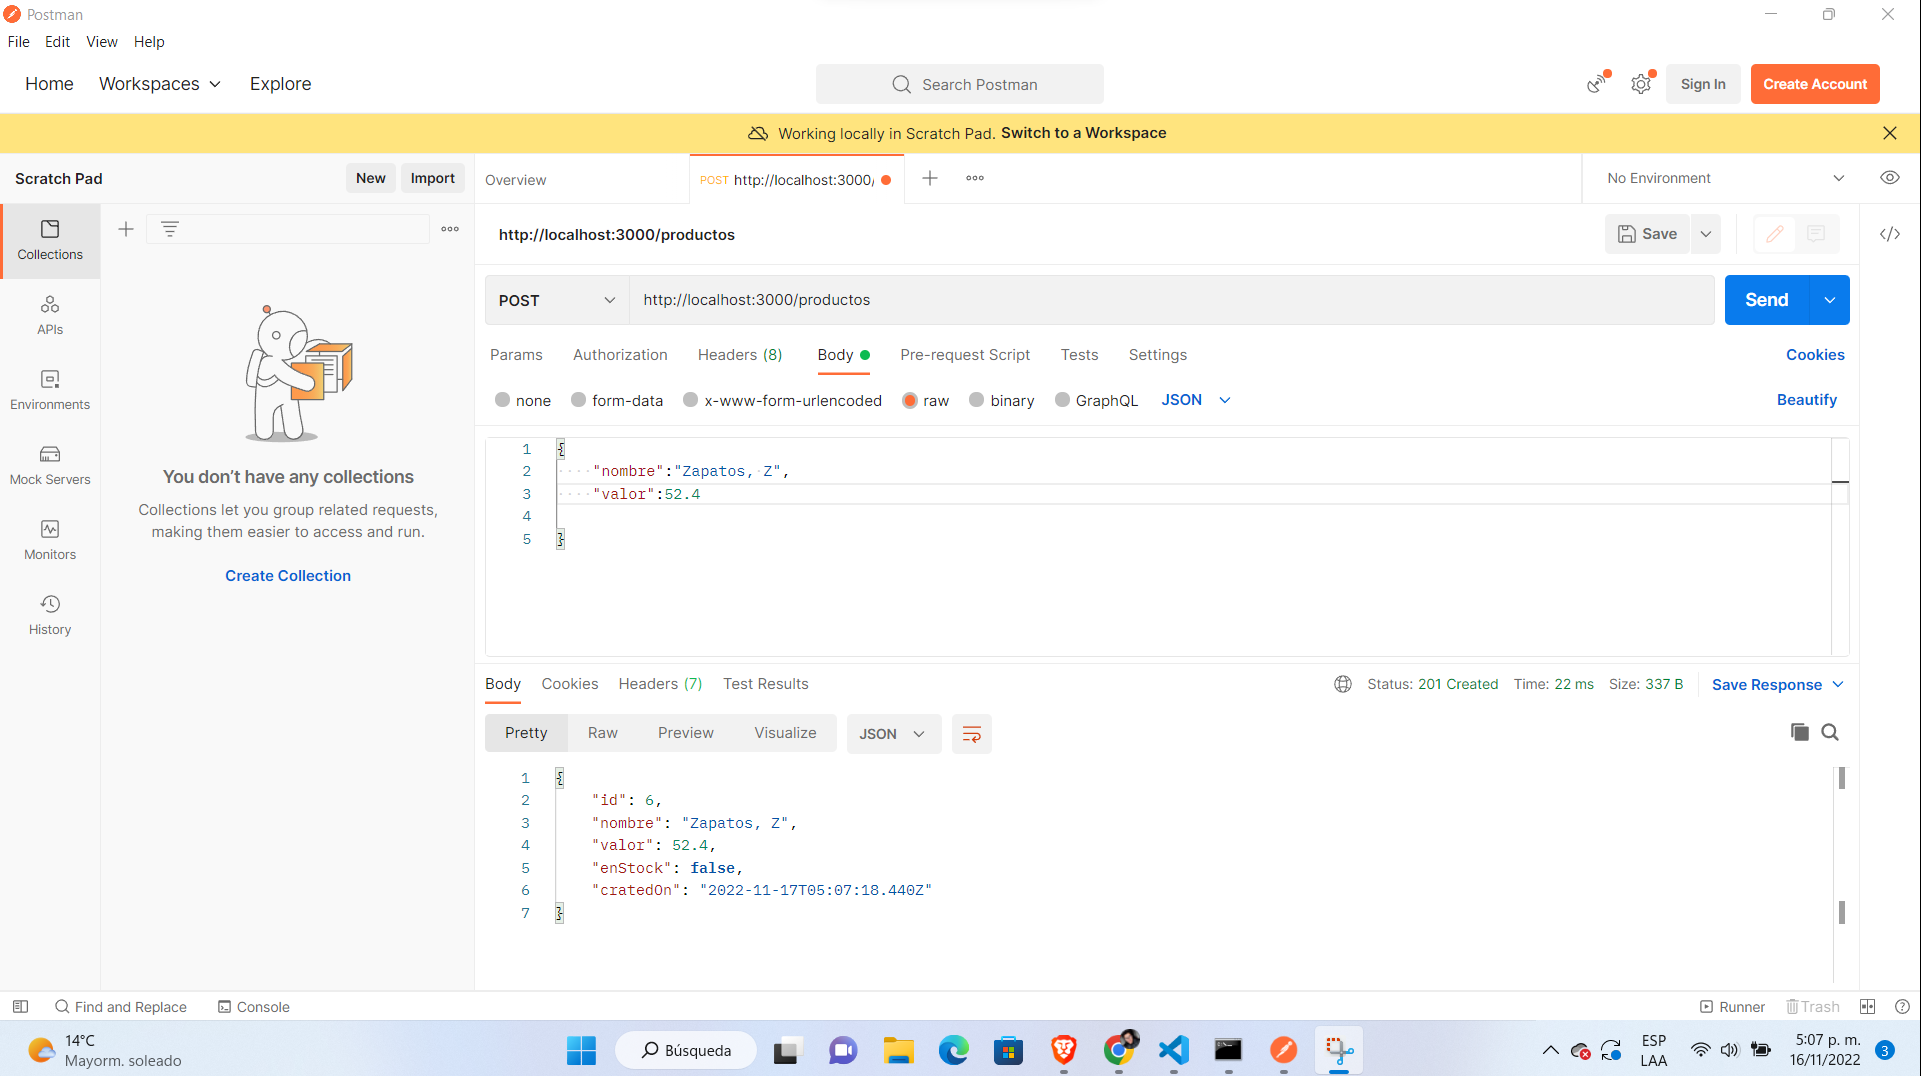 Postman
File Edit View Help
Home Workspaces Explore
Search Postman
Sign In
Create Account
Working locally in Scratch Pad. Switch to a Workspace
Scratch Pad
New
Import
Overview
POST http://localhost:3000/
No Environment
Collections
APIs
Environments
Mock Servers
Monitors
History
You don’t have any collections
Collections let you group related requests,
making them easier to access and run.
Create Collection
http://localhost:3000/productos
Save
POST
http://localhost:3000/productos
Send
Params Authorization Headers (8) Body Pre-request Script Tests Settings
Cookies
none form-data x-www-form-urlencoded raw binary GraphQL JSON
Beautify
1 {
2 "nombre":"Zapatos, Z",
3 "valor":52.4
4
5 }
Body Cookies Headers (7) Test Results
Status: 201 Created Time: 22 ms Size: 337 B
Save Response
Pretty Raw Preview Visualize JSON
1 {
2 "id": 6,
3 "nombre": "Zapatos, Z",
4 "valor": 52.4,
5 "enStock": false,
6 "cratedOn": "2022-11-17T05:07:18.440Z"
7 }
Find and Replace
Console
Runner
Trash
14°C
Mayorm. soleado
Búsqueda
ESP
LAA
5:07 p. m.
16/11/2022
3